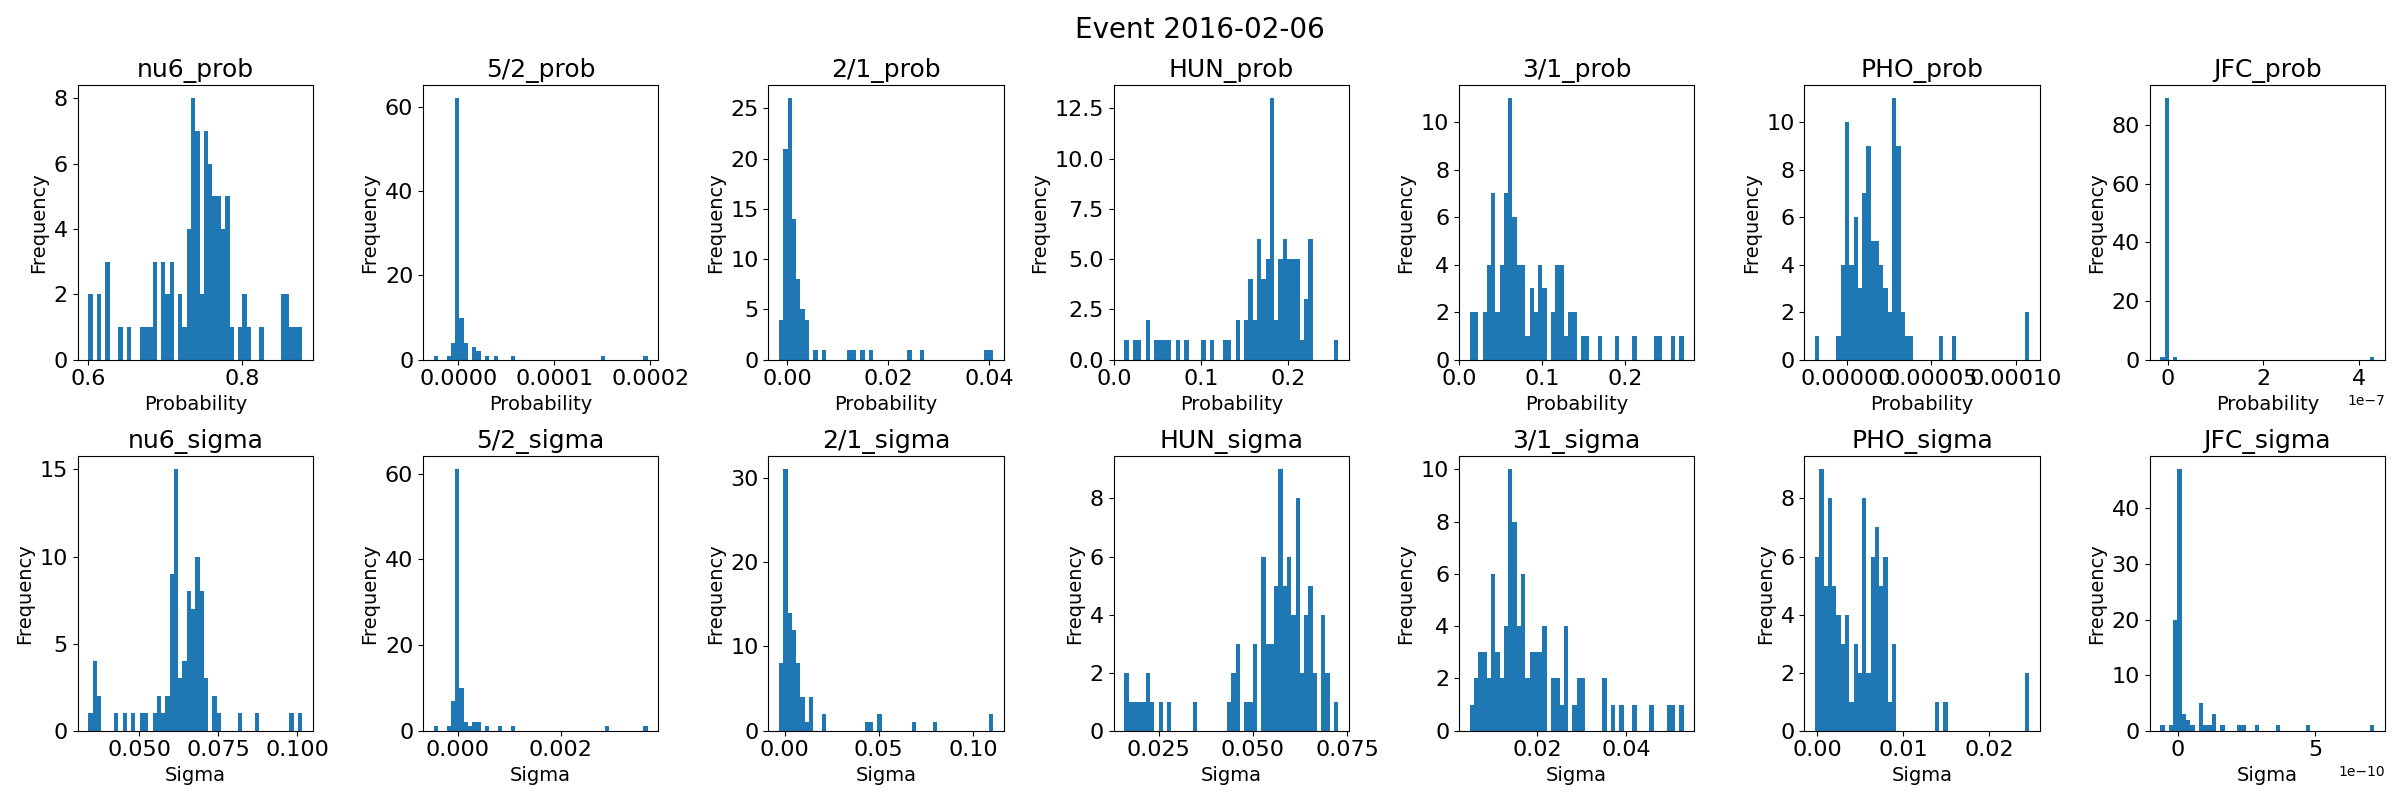 Event 2016-02-06
nu6_prob
8
6
4
2
0
0.6 0.8
Frequency
Probability
5/2_prob
60
40
20
0
0.0000 0.0001 0.0002
Frequency
Probability
2/1_prob
25
20
15
10
5
0
0.00 0.02 0.04
Frequency
Probability
HUN_prob
12.5
10.0
7.5
5.0
2.5
0.0
0.0 0.1 0.2
Frequency
Probability
3/1_prob
10
8
6
4
2
0
0.0 0.1 0.2
Frequency
Probability
PHO_prob
10
8
6
4
2
0
0.00000 0.00005 0.00010
Frequency
Probability
JFC_prob
80
60
40
20
0
0 2 4
Frequency
Probability
1e−7
nu6_sigma
15
10
5
0
0.050 0.075 0.100
Frequency
Sigma
5/2_sigma
60
40
20
0
0.000 0.002
Frequency
Sigma
2/1_sigma
30
20
10
0
0.00 0.05 0.10
Frequency
Sigma
HUN_sigma
8
6
4
2
0
0.025 0.050 0.075
Frequency
Sigma
3/1_sigma
10
8
6
4
2
0
0.02 0.04
Frequency
Sigma
PHO_sigma
8
6
4
2
0
0.00 0.01 0.02
Frequency
Sigma
JFC_sigma
40
30
20
10
0
0 5
Frequency
Sigma
1e−10